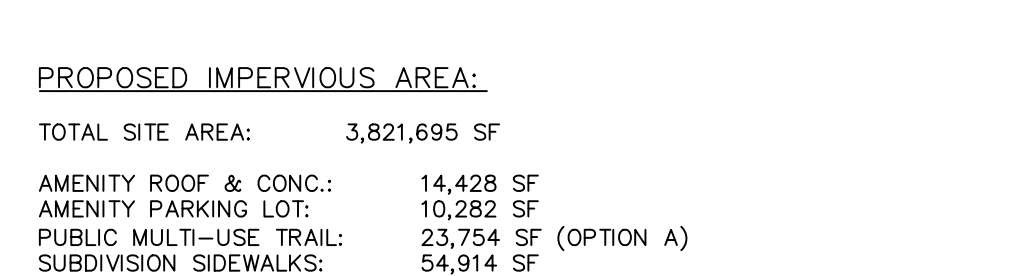 PROPOSED IMPERVIOUS AREA:
TOTAL SITE AREA: 3,821,695 SF
AMENITY ROOF & CONC.: 14,428 SF
AMENITY PARKING LOT: 10,282 SF
PUBLIC MULTI-USE TRAIL: 23,754 SF (OPTION A)
SUBDIVISION SIDEWALKS: 54,914 SF